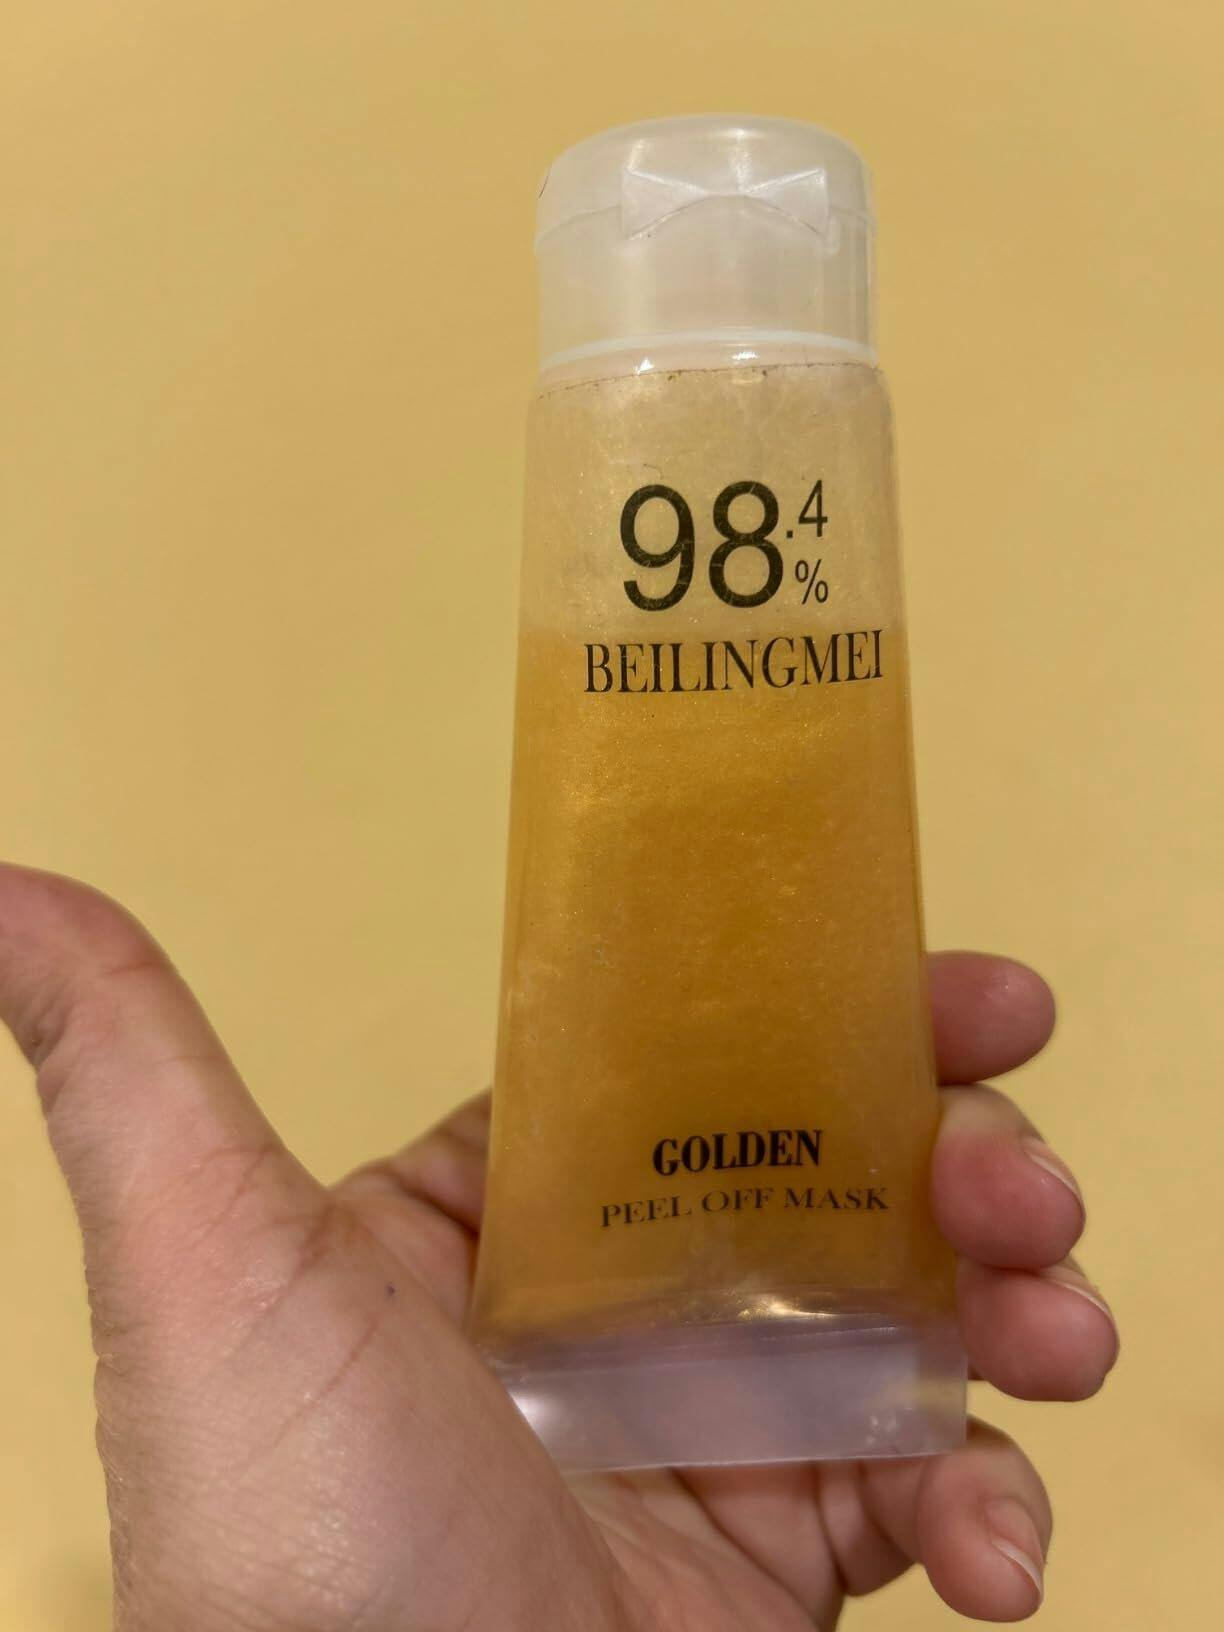 98.4%
BEILINGMEI
GOLDEN
PEEL OFF MASK